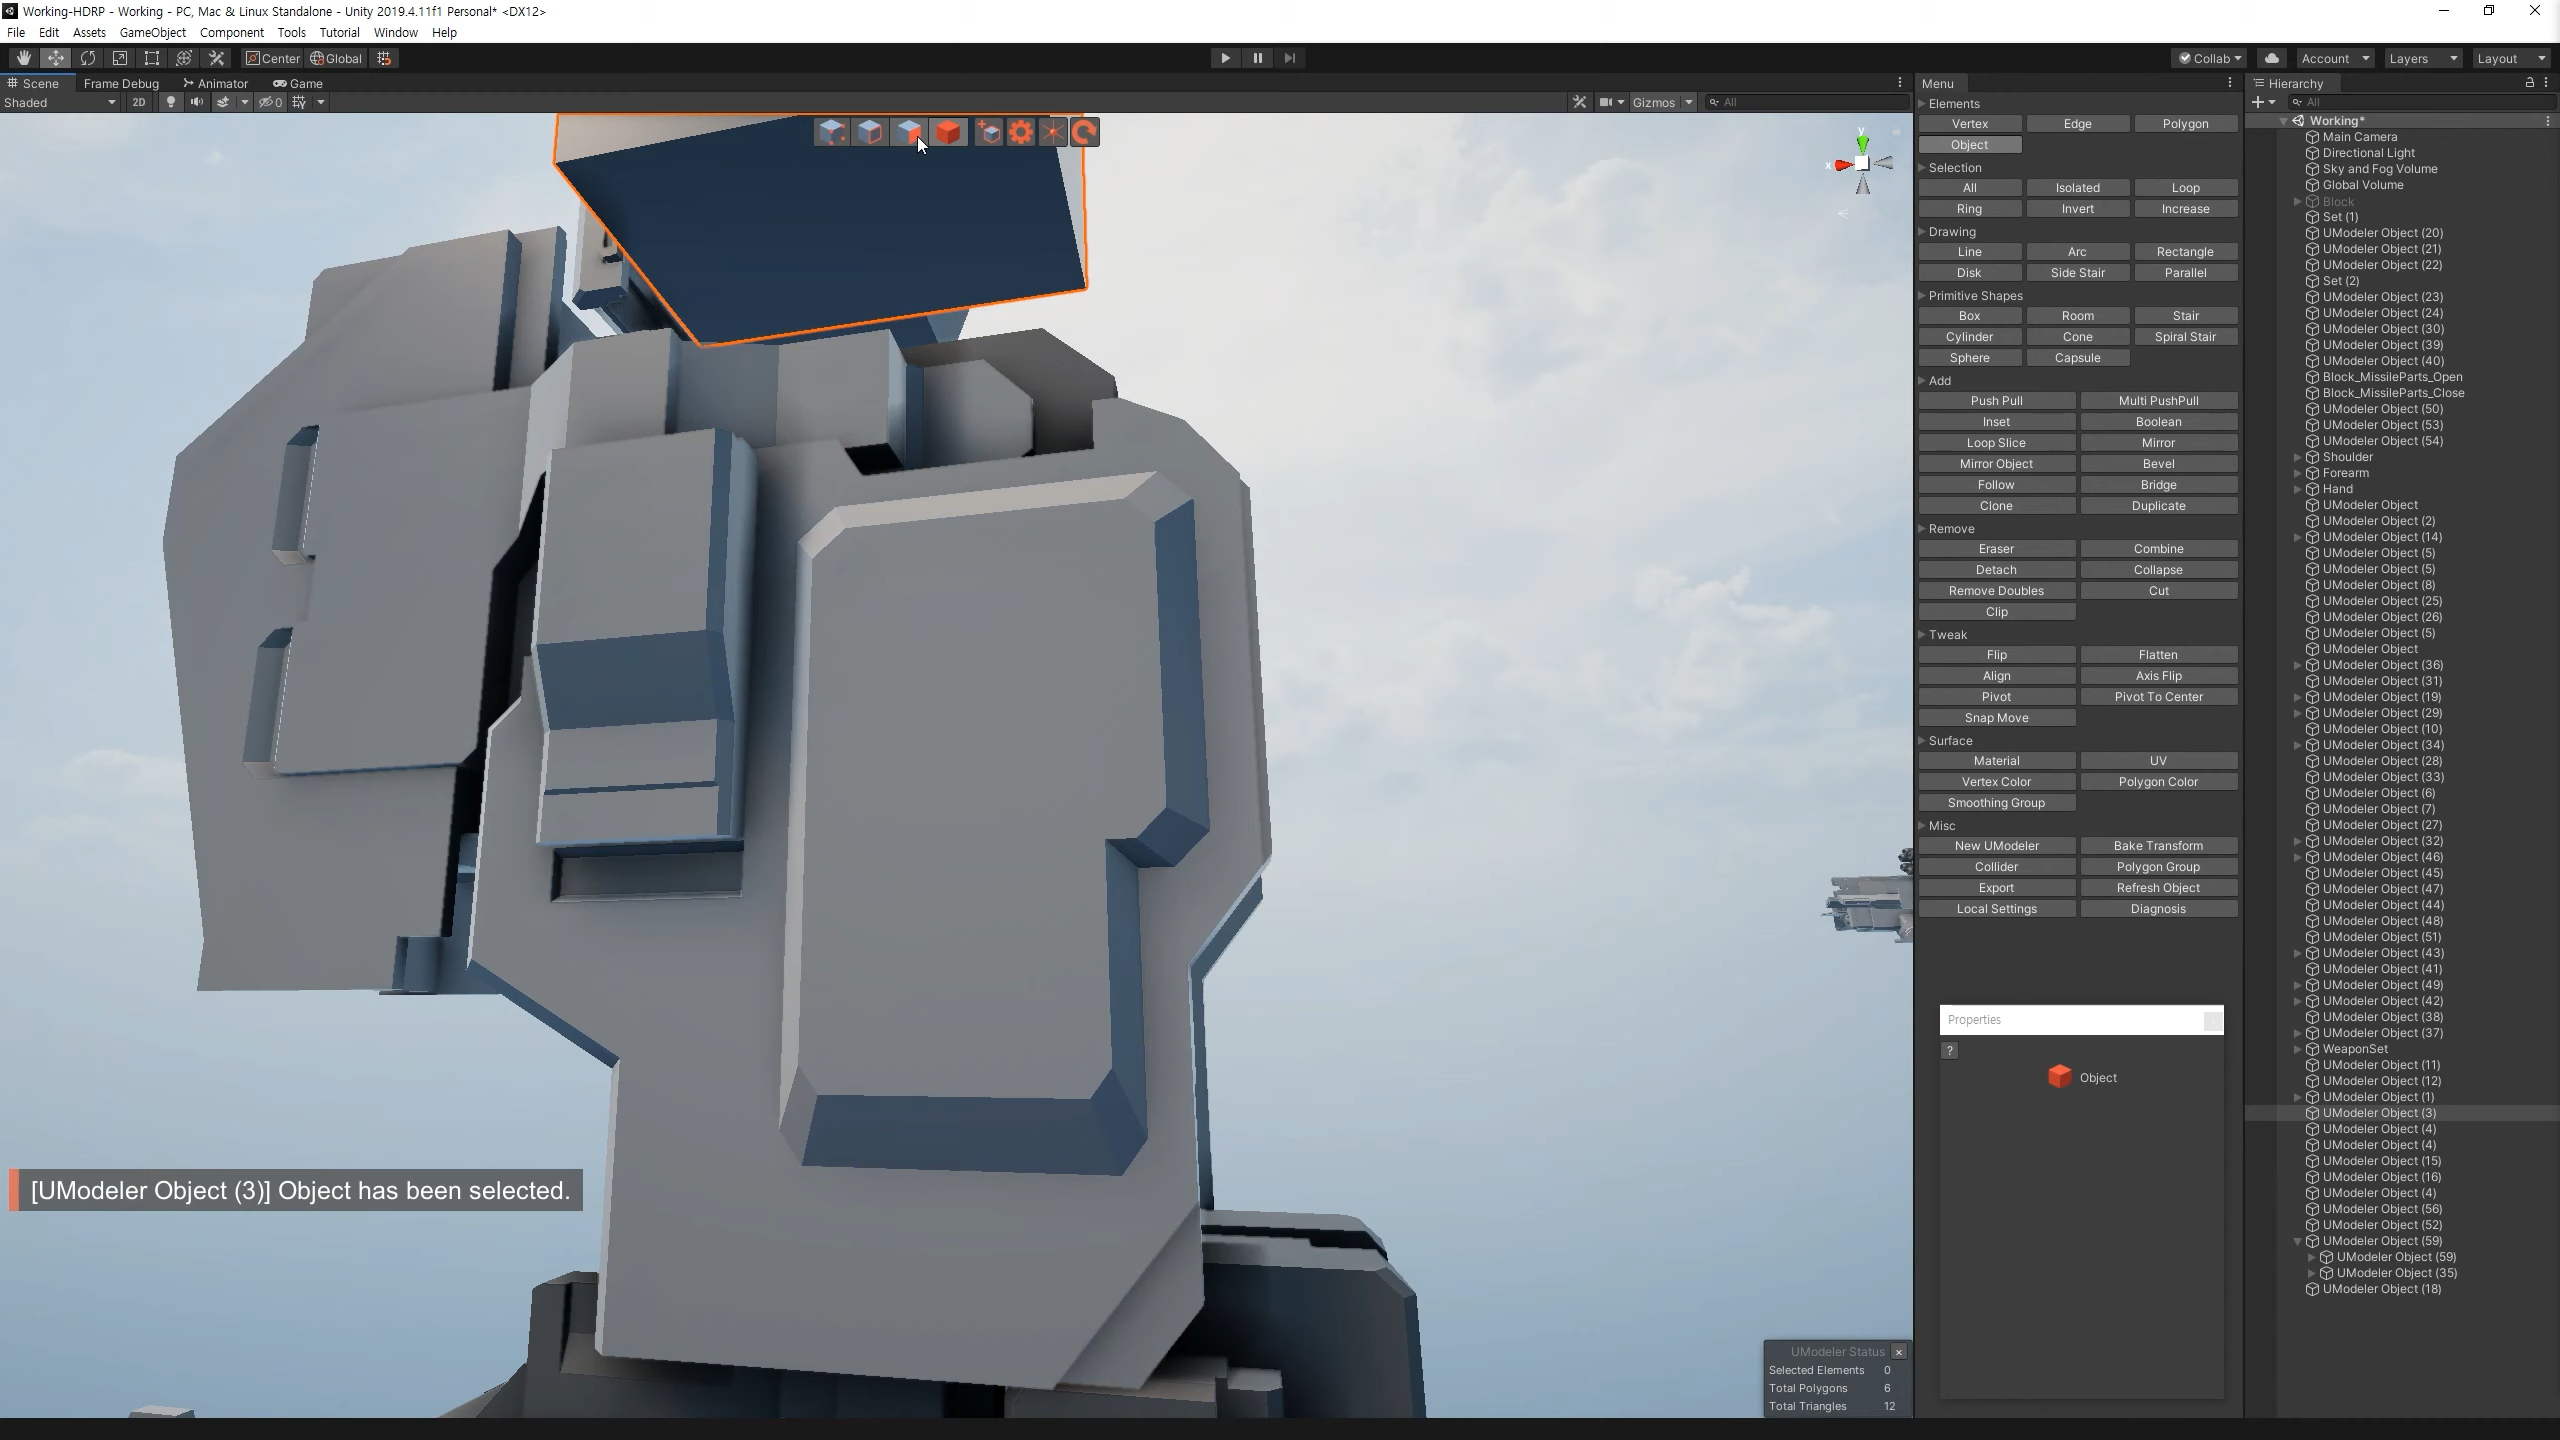 Working-HDRP - Working - PC, Mac & Linux Standalone - Unity 2019.4.11f1 Personal* <DX12>
File Edit Assets GameObject Component Tools Tutorial Window Help
Center Global Collab Account Layers Layout
Scene Frame Debug Animator Game
Shaded 2D 0 Gizmos All
y
x
[UModeler Object (3)] Object has been selected.
UModeler Status
Selected Elements 0
Total Polygons 6
Total Triangles 12
Menu
Elements
Vertex Edge Polygon
Object
Selection
All Isolated Loop
Ring Invert Increase
Drawing
Line Arc Rectangle
Disk Side Stair Parallel
Primitive Shapes
Box Room Stair
Cylinder Cone Spiral Stair
Sphere Capsule
Add
Push Pull Multi PushPull
Inset Boolean
Loop Slice Mirror
Mirror Object Bevel
Follow Bridge
Clone Duplicate
Remove
Eraser Combine
Detach Collapse
Remove Doubles Cut
Clip
Tweak
Flip Flatten
Align Axis Flip
Pivot Pivot To Center
Snap Move
Surface
Material UV
Vertex Color Polygon Color
Smoothing Group
Misc
New UModeler Bake Transform
Collider Polygon Group
Export Refresh Object
Local Settings Diagnosis
Properties
?
Object
Hierarchy
All
Working*
Main Camera
Directional Light
Sky and Fog Volume
Global Volume
Block
Set (1)
UModeler Object (20)
UModeler Object (21)
UModeler Object (22)
Set (2)
UModeler Object (23)
UModeler Object (24)
UModeler Object (30)
UModeler Object (39)
UModeler Object (40)
Block_MissileParts_Open
Block_MissileParts_Close
UModeler Object (50)
UModeler Object (53)
UModeler Object (54)
Shoulder
Forearm
Hand
UModeler Object
UModeler Object (2)
UModeler Object (14)
UModeler Object (5)
UModeler Object (5)
UModeler Object (8)
UModeler Object (25)
UModeler Object (26)
UModeler Object (5)
UModeler Object
UModeler Object (36)
UModeler Object (31)
UModeler Object (19)
UModeler Object (29)
UModeler Object (10)
UModeler Object (34)
UModeler Object (28)
UModeler Object (33)
UModeler Object (6)
UModeler Object (7)
UModeler Object (27)
UModeler Object (32)
UModeler Object (46)
UModeler Object (45)
UModeler Object (47)
UModeler Object (44)
UModeler Object (48)
UModeler Object (51)
UModeler Object (43)
UModeler Object (41)
UModeler Object (49)
UModeler Object (42)
UModeler Object (38)
UModeler Object (37)
WeaponSet
UModeler Object (11)
UModeler Object (12)
UModeler Object (1)
UModeler Object (3)
UModeler Object (4)
UModeler Object (4)
UModeler Object (15)
UModeler Object (16)
UModeler Object (4)
UModeler Object (56)
UModeler Object (52)
UModeler Object (59)
UModeler Object (59)
UModeler Object (35)
UModeler Object (18)